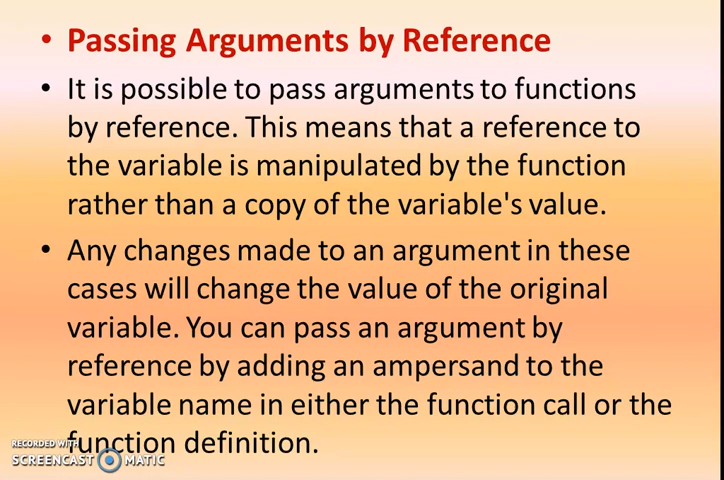 • Passing Arguments by Reference
• It is possible to pass arguments to functions
by reference. This means that a reference to
the variable is manipulated by the function
rather than a copy of the variable's value.
• Any changes made to an argument in these
cases will change the value of the original
variable. You can pass an argument by
reference by adding an ampersand to the
variable name in either the function call or the
function definition.
RECORDED WITH
SCREENCAST MATIC